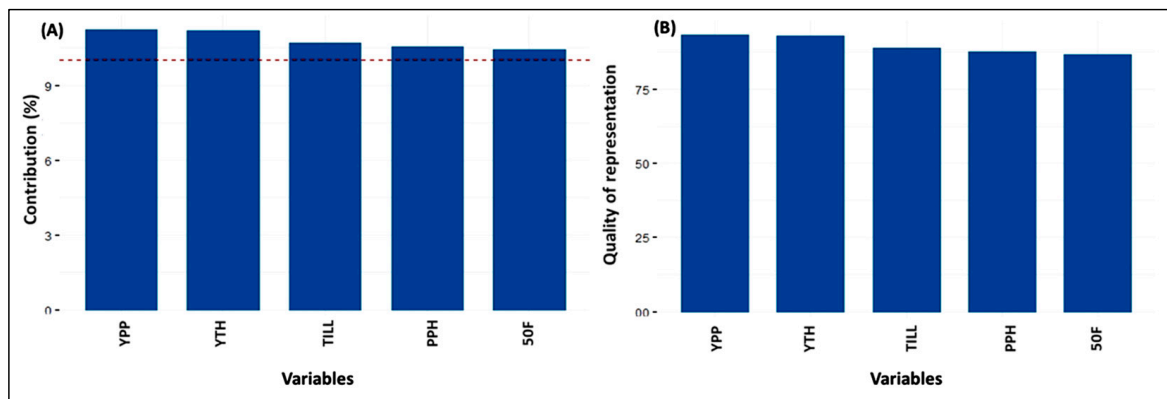 (A)
Contribution (%)
9
6
3
0
YPP
YTH
TILL
PPH
50F
Variables
(B)
Quality of representation
75
50
25
00
YPP
YTH
TILL
PPH
50F
Variables